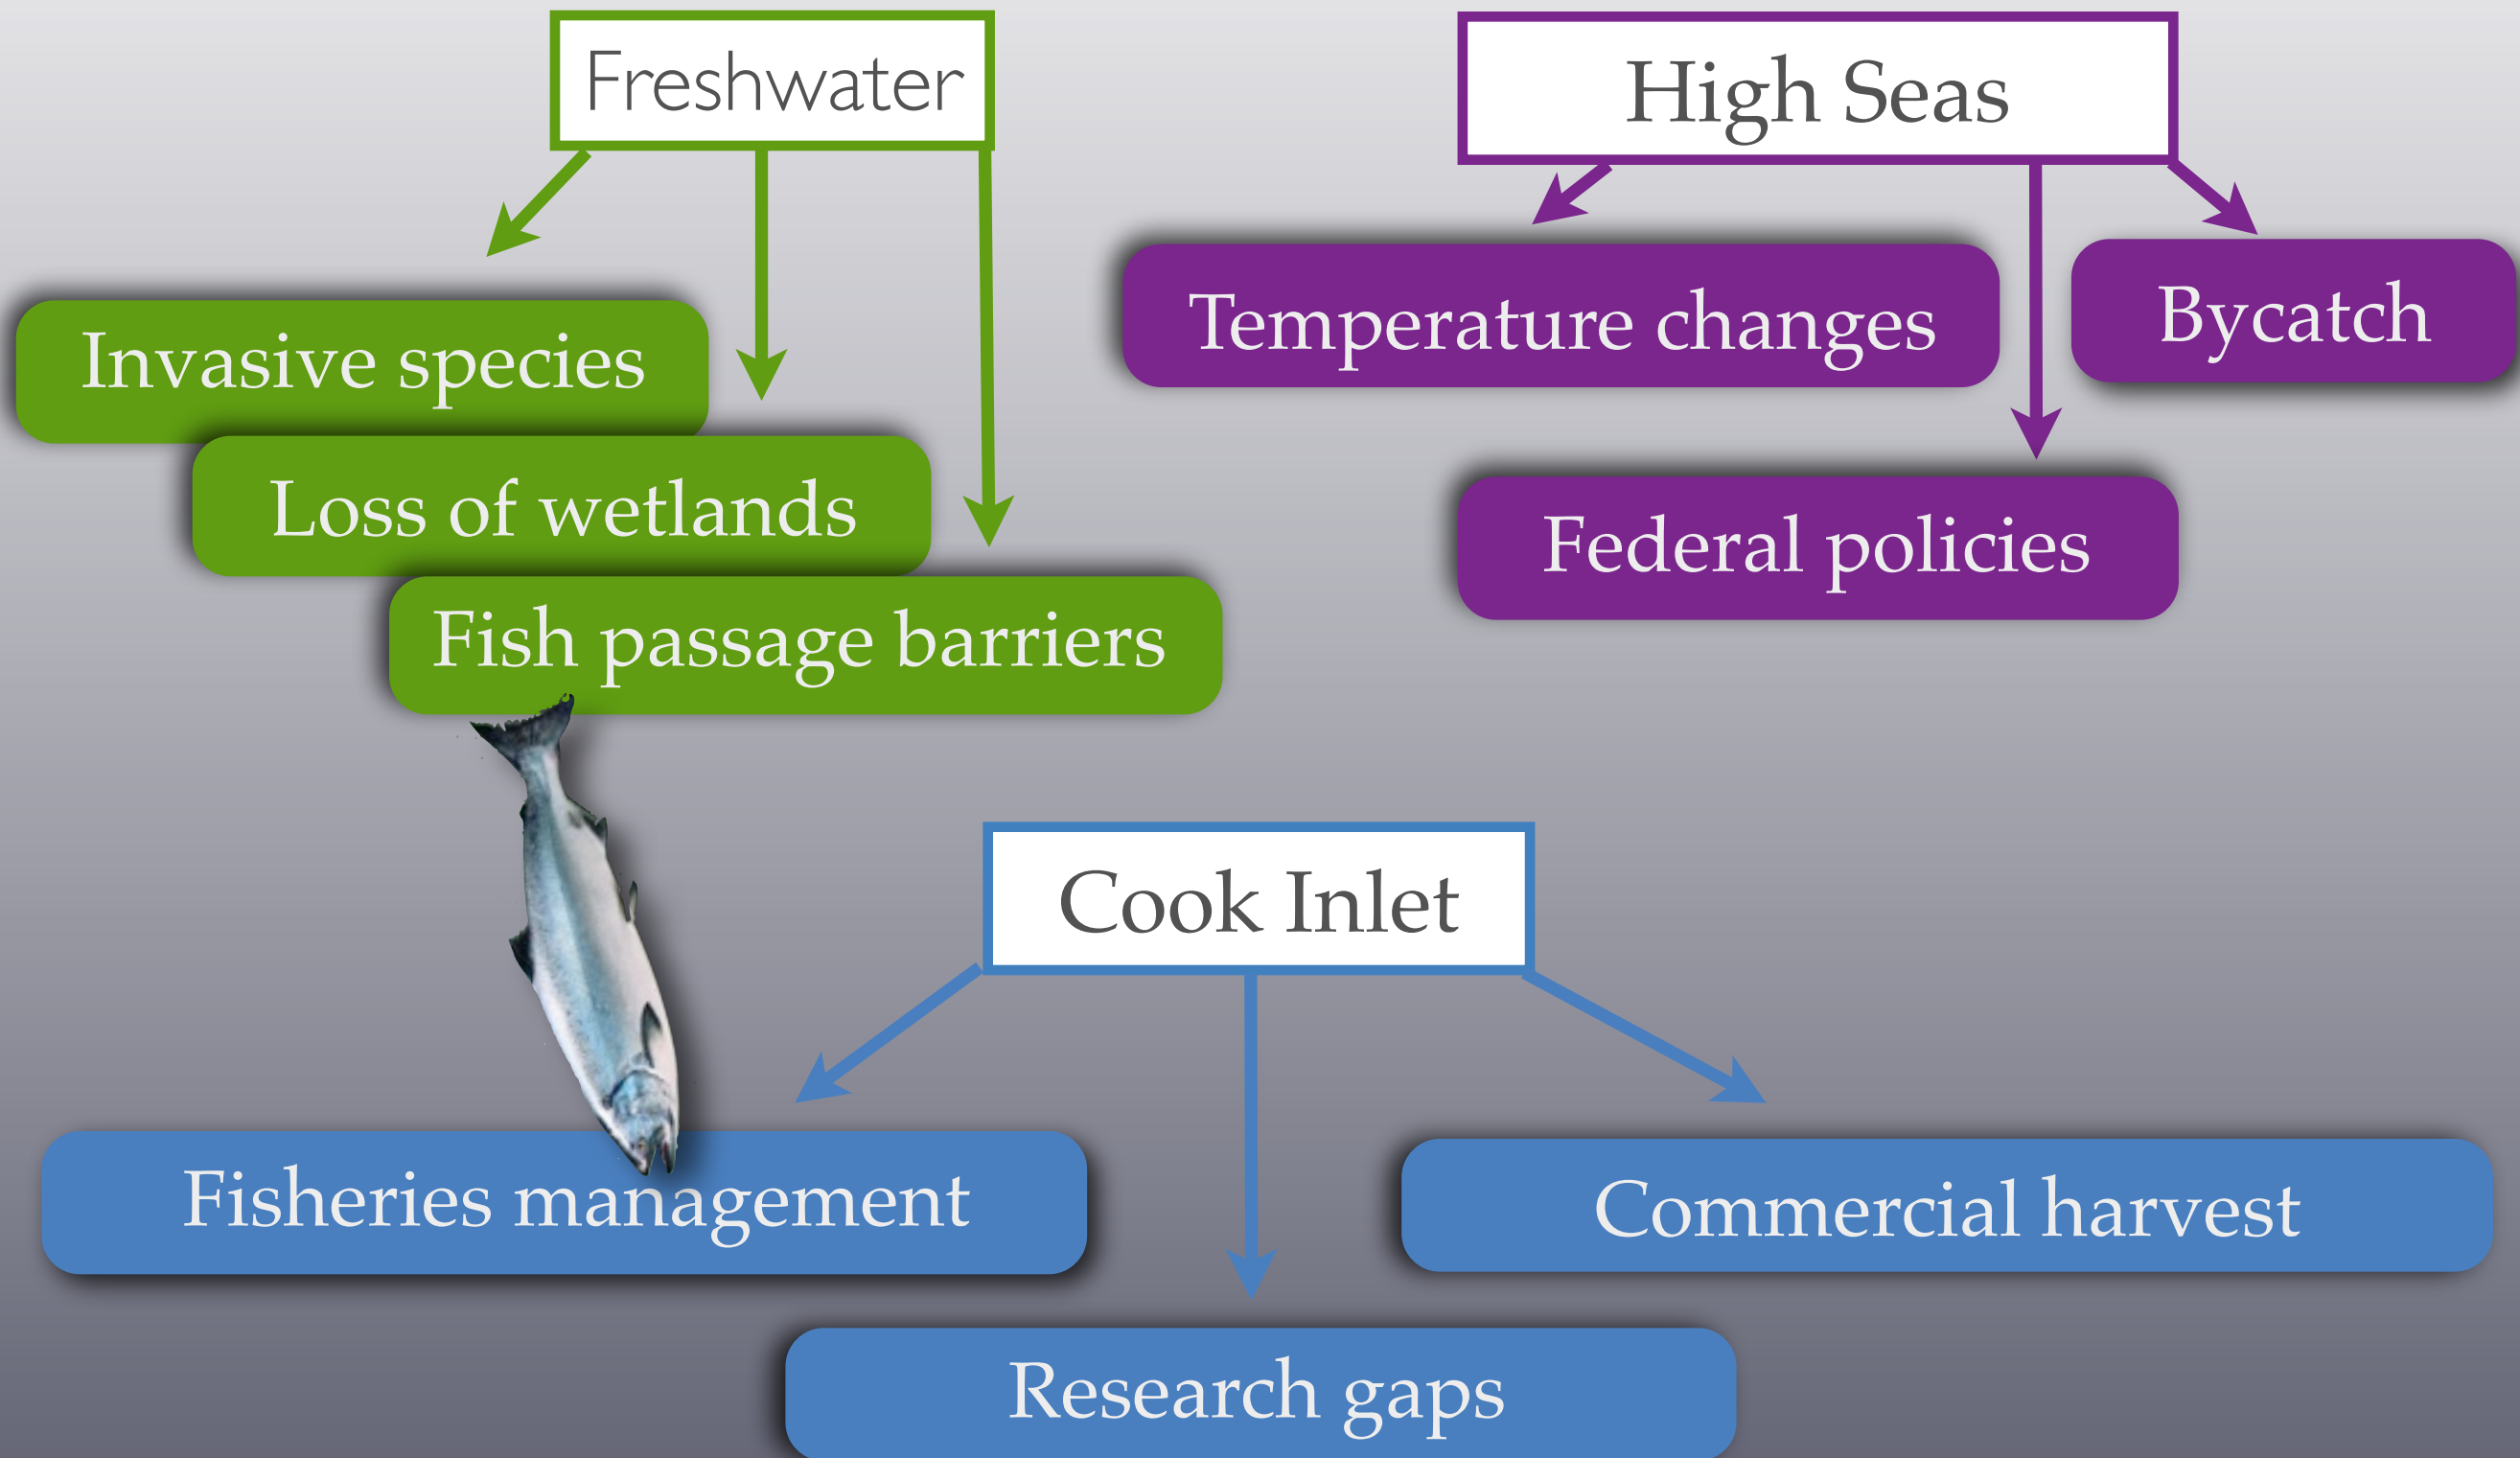 Freshwater
Invasive species
Loss of wetlands
Fish passage barriers
High Seas
Temperature changes
Bycatch
Federal policies
Cook Inlet
Fisheries management
Commercial harvest
Research gaps